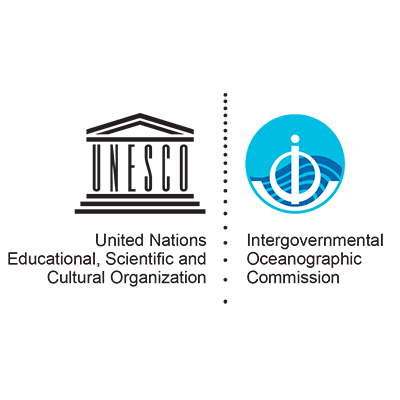 UNESCO
United Nations
Educational, Scientific and
Cultural Organization
Intergovernmental
Oceanographic
Commission